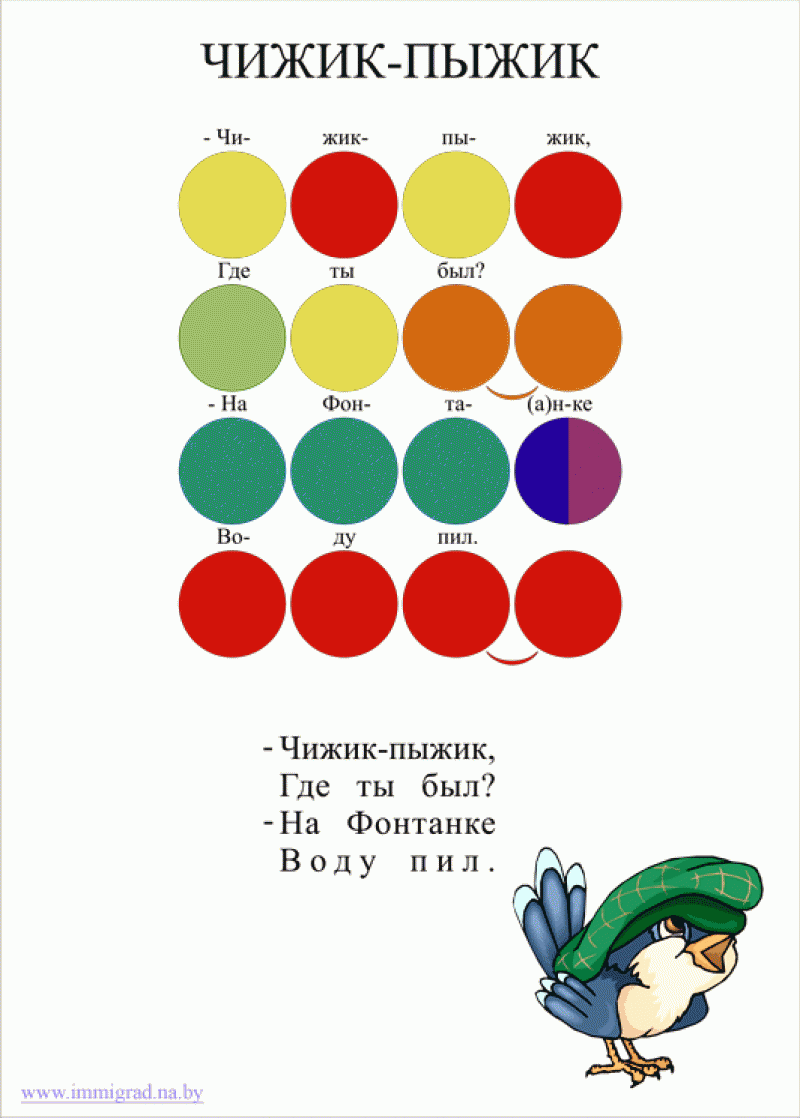 ЧИЖИК-ПЫЖИК
- Чи- жик- пы- жик,
Где ты был?
- На Фон- та- (а)н-ке
Во- ду пил.
- Чижик-пыжик,
Где ты был?
- На Фонтанке
Воду пил.
www.immigrad.na.by